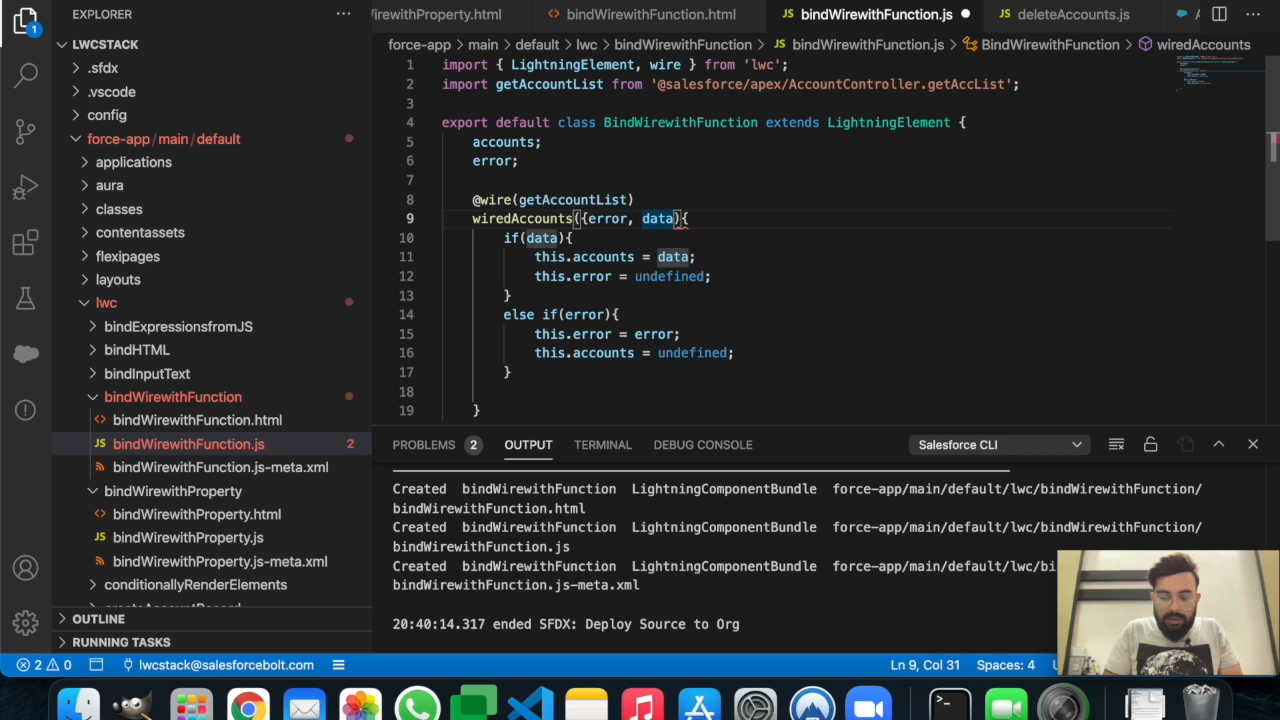 EXPLORER
irewithProperty.html
<> bindWirewithFunction.html
JS bindWirewithFunction.js
JS deleteAccounts.js
LWCSTACK
.sfdx
.vscode
config
force-app / main / default
applications
aura
classes
contentassets
flexipages
layouts
lwc
bindExpressionsfromJS
bindHTML
bindInputText
bindWirewithFunction
<> bindWirewithFunction.html
JS bindWirewithFunction.js 2
bindWirewithFunction.js-meta.xml
bindWirewithProperty
<> bindWirewithProperty.html
JS bindWirewithProperty.js
bindWirewithProperty.js-meta.xml
conditionallyRenderElements
OUTLINE
RUNNING TASKS
force-app > main > default > lwc > bindWirewithFunction > JS bindWirewithFunction.js > BindWirewithFunction > wiredAccounts
1 import { LightningElement, wire } from 'lwc';
2 import getAccountList from '@salesforce/apex/AccountController.getAccList';
3
4 export default class BindWirewithFunction extends LightningElement {
5 accounts;
6 error;
7
8 @wire(getAccountList)
9 wiredAccounts({error, data){
10 if(data){
11 this.accounts = data;
12 this.error = undefined;
13 }
14 else if(error){
15 this.error = error;
16 this.accounts = undefined;
17 }
18
19 }
PROBLEMS 2 OUTPUT TERMINAL DEBUG CONSOLE Salesforce CLI
Created bindWirewithFunction LightningComponentBundle force-app/main/default/lwc/bindWirewithFunction/
bindWirewithFunction.html
Created bindWirewithFunction LightningComponentBundle force-app/main/default/lwc/bindWirewithFunction/
bindWirewithFunction.js
Created bindWirewithFunction LightningComponentBundle force-app/main/default/lwc/
bindWirewithFunction.js-meta.xml
20:40:14.317 ended SFDX: Deploy Source to Org
1
2 0 lwcstack@salesforcebolt.com Ln 9, Col 31 Spaces: 4